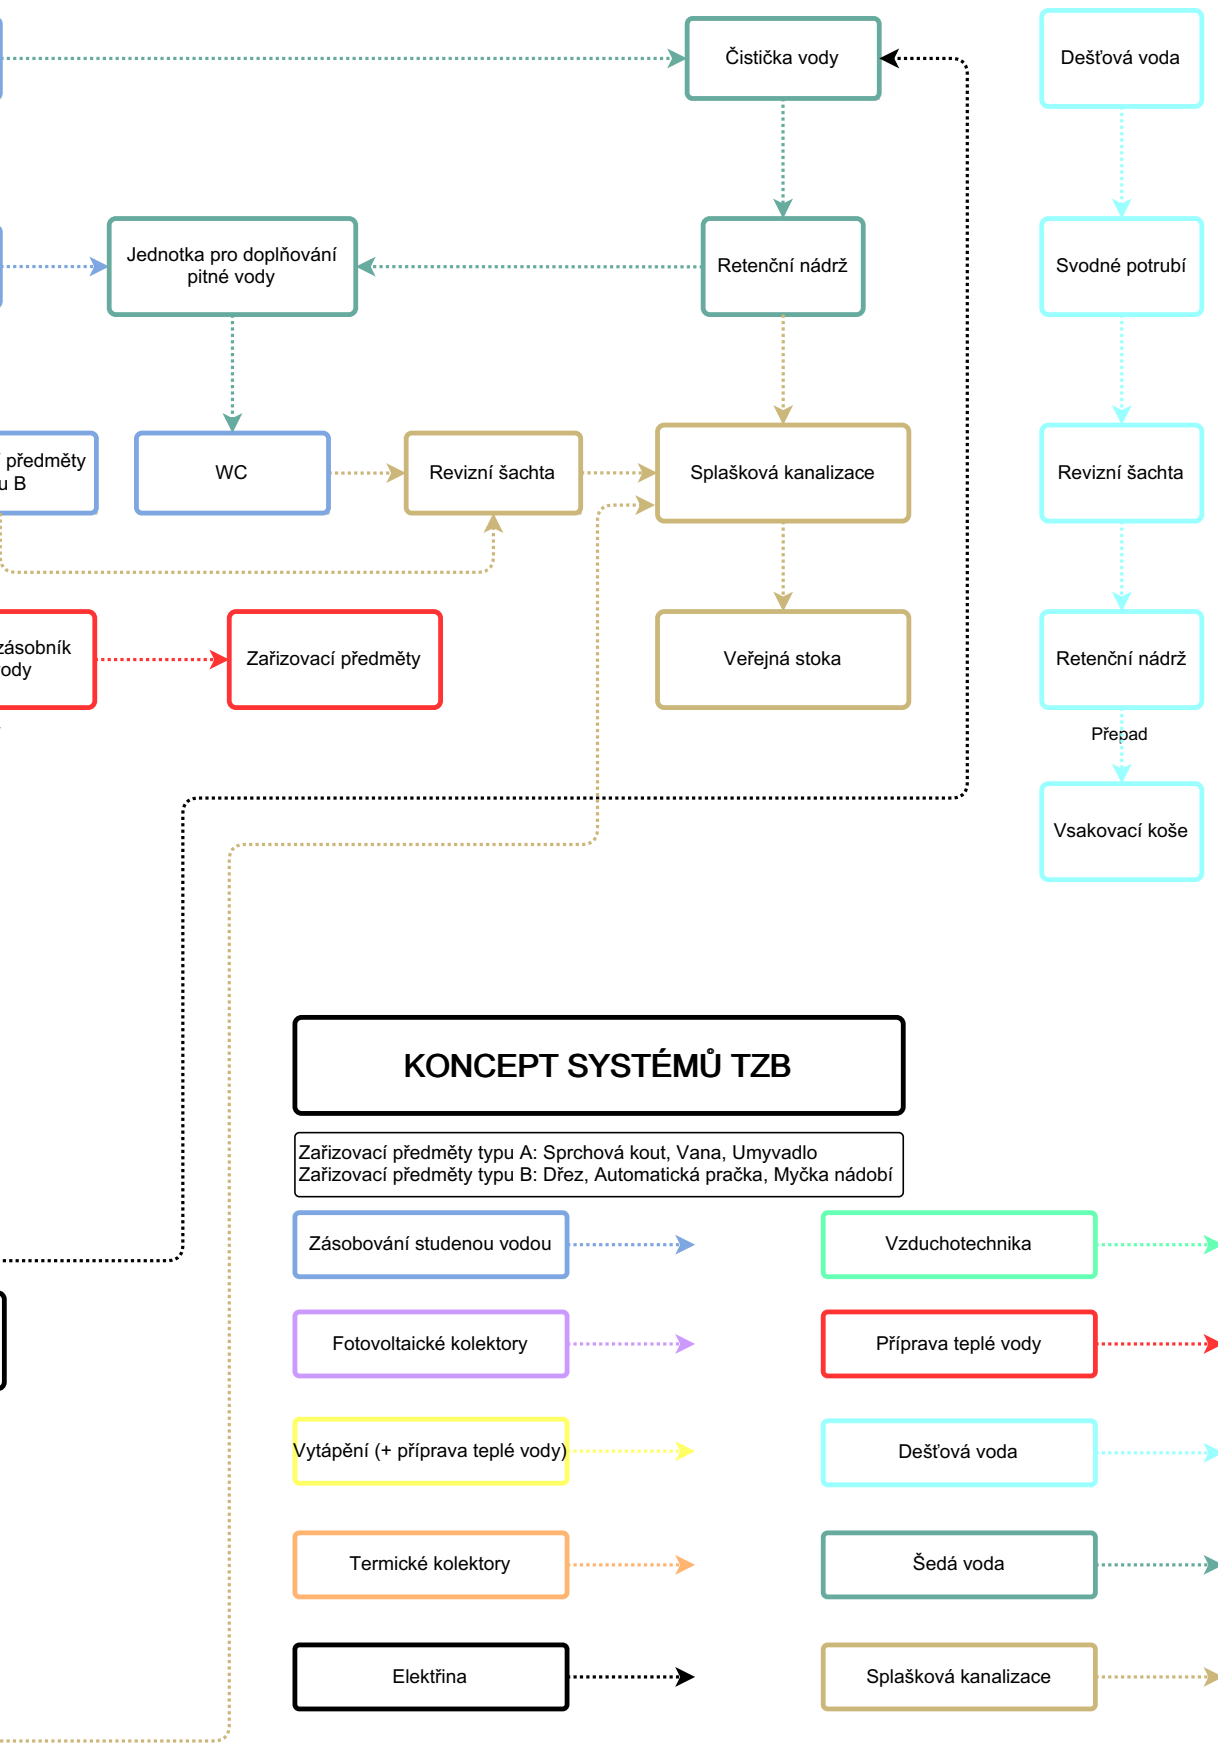 Čistička vody
Dešťová voda
Jednotka pro doplňování
pitné vody
Retenční nádrž
Svodné potrubí
předměty
u B
WC
Revizní šachta
Splašková kanalizace
Revizní šachta
zásobník
vody
Zařizovací předměty
Veřejná stoka
Retenční nádrž
Přepad
Vsakovací koše
KONCEPT SYSTÉMŮ TZB
Zařizovací předměty typu A: Sprchová kout, Vana, Umyvadlo
Zařizovací předměty typu B: Dřez, Automatická pračka, Myčka nádobí
Zásobování studenou vodou
Vzduchotechnika
Fotovoltaické kolektory
Příprava teplé vody
Vytápění (+ příprava teplé vody)
Dešťová voda
Termické kolektory
Šedá voda
Elektřina
Splašková kanalizace